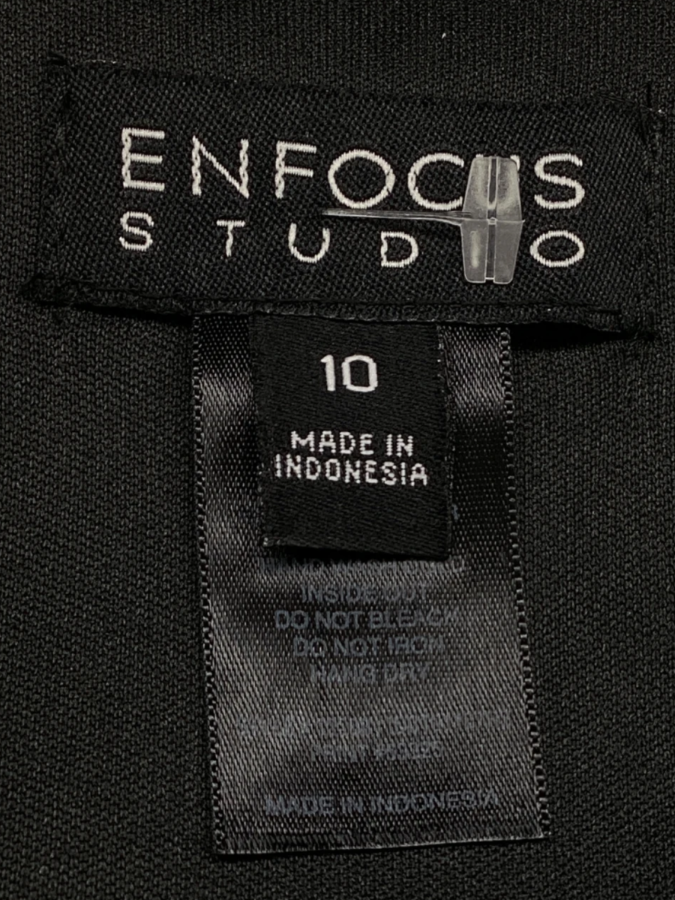 ENFOCUS
STUDIO
10
MADE IN
INDONESIA
INSIDE OUT
DO NOT BLEACH
DO NOT IRON
HANG DRY
MADE IN INDONESIA